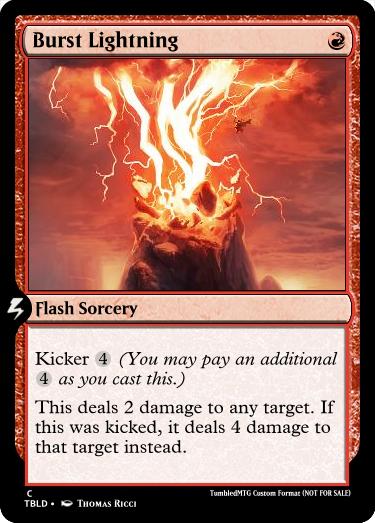 Burst Lightning
Flash Sorcery
Kicker 4 (You may pay an additional
4 as you cast this.)
This deals 2 damage to any target. If
this was kicked, it deals 4 damage to
that target instead.
C
TBLD • Thomas Ricci
TumbledMTG Custom Format (NOT FOR SALE)